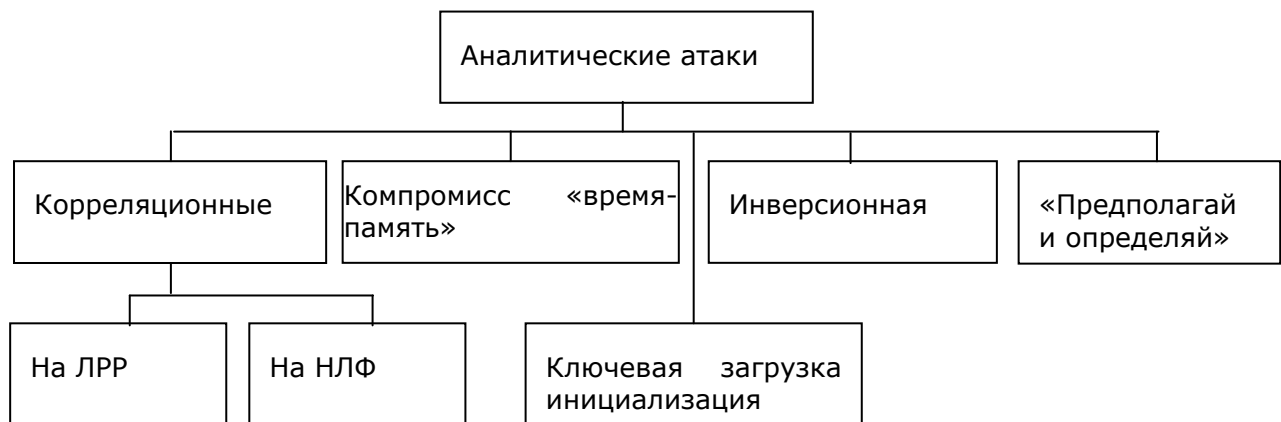 Аналитические атаки
Корреляционные
Компромисс «время-
память»
Инверсионная
«Предполагай
и определяй»
На ЛРР
На НЛФ
Ключевая загрузка
инициализация